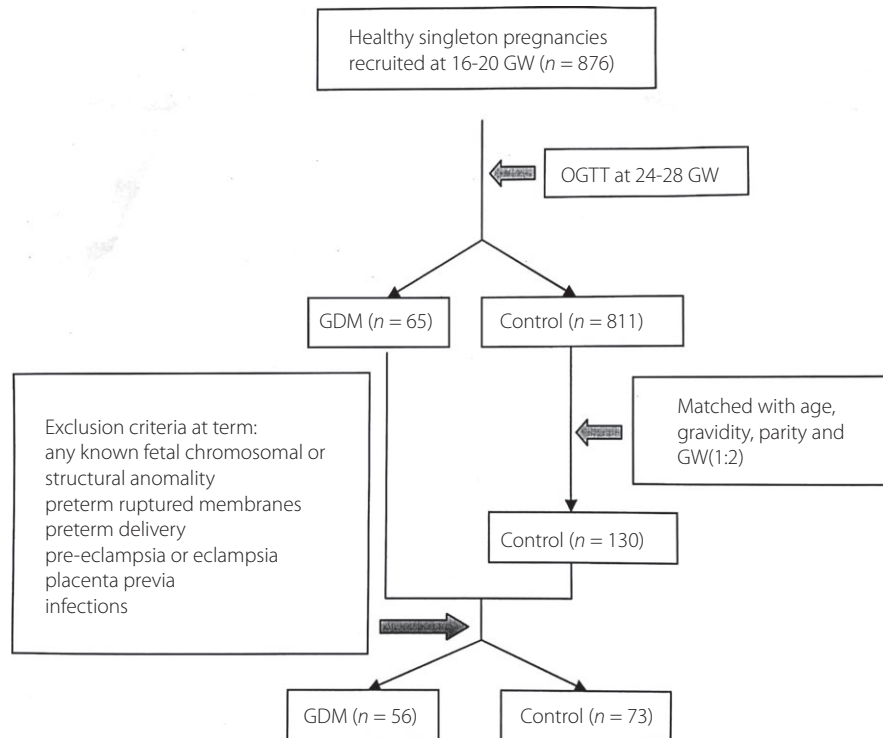 Healthy singleton pregnancies
recruited at 16-20 GW (n = 876)
OGTT at 24-28 GW
GDM (n = 65)
Control (n = 811)
Exclusion criteria at term:
any known fetal chromosomal or
structural anomality
preterm ruptured membranes
preterm delivery
pre-eclampsia or eclampsia
placenta previa
infections
Matched with age,
gravidity, parity and
GW(1:2)
Control (n = 130)
GDM (n = 56)
Control (n = 73)